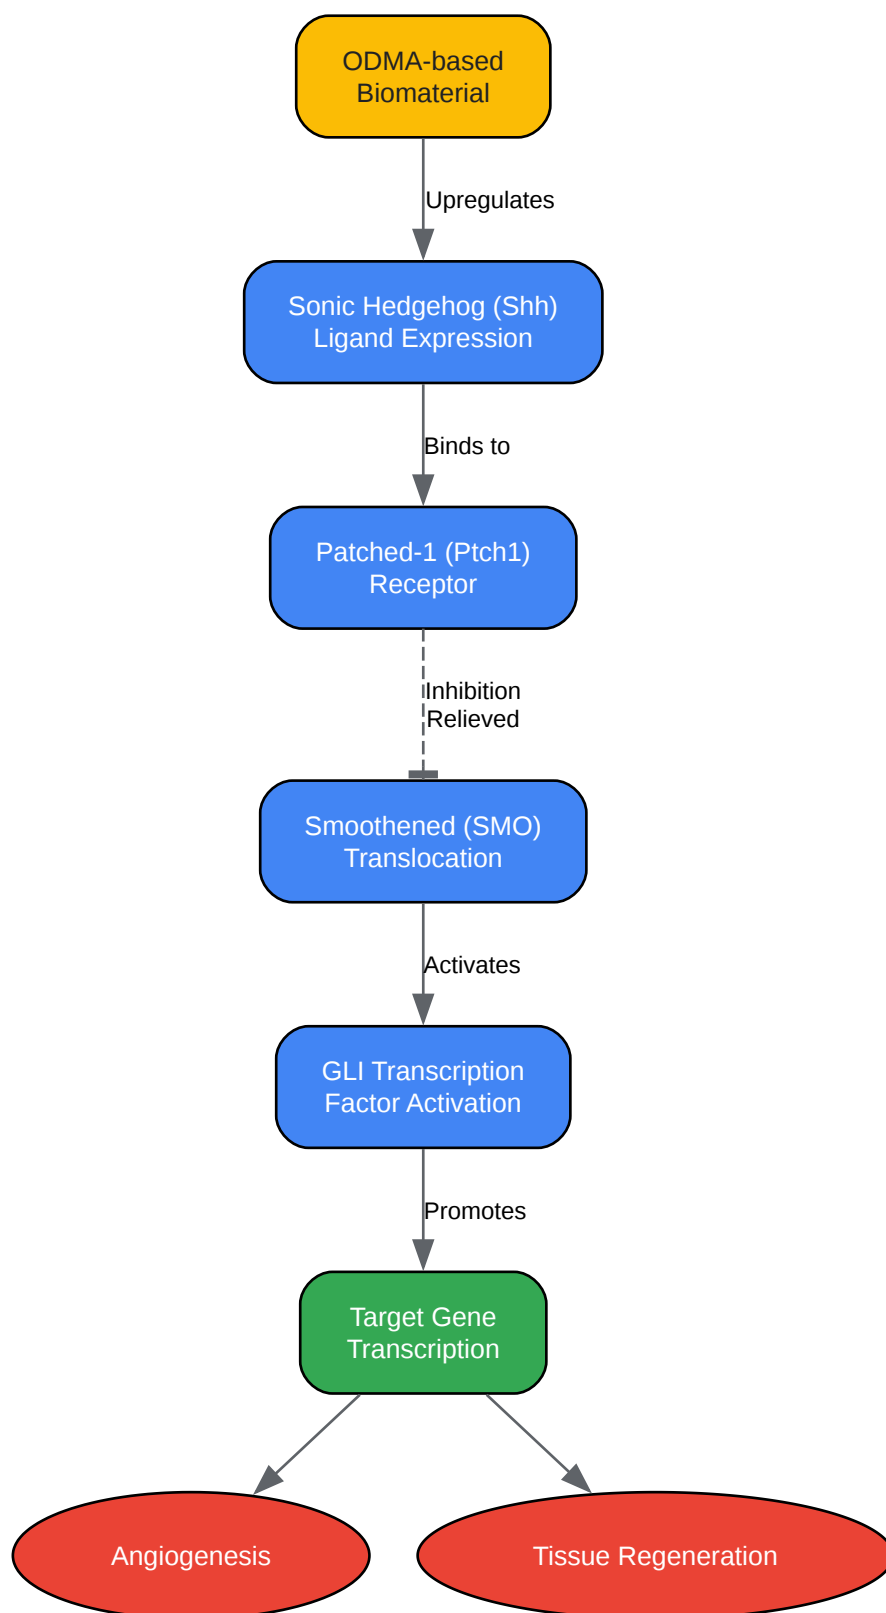 ODMA-based
Biomaterial
Upregulates
Sonic Hedgehog (Shh)
Ligand Expression
Binds to
Patched-1 (Ptch1)
Receptor
Inhibition
Relieved
Smoothened (SMO)
Translocation
Activates
GLI Transcription
Factor Activation
Promotes
Target Gene
Transcription
Angiogenesis
Tissue Regeneration